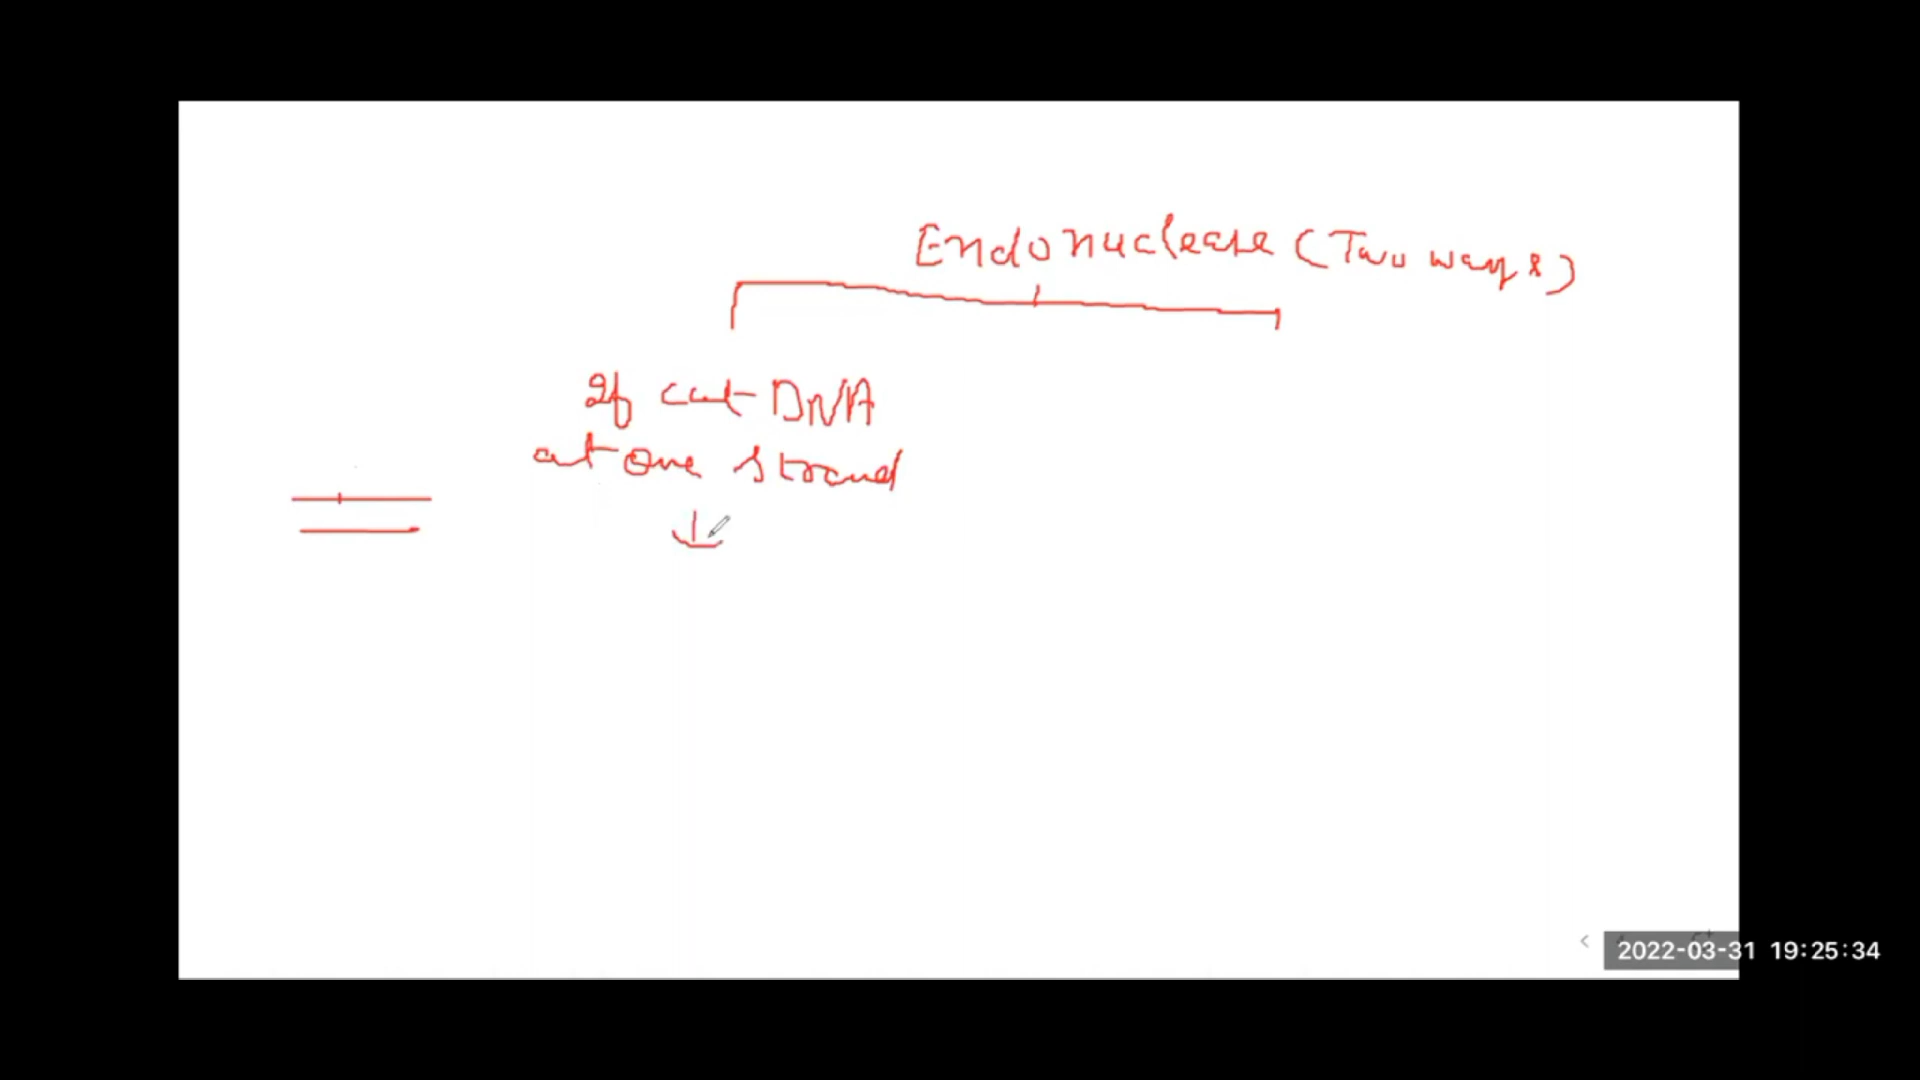 Endonuclease (Two ways)
If cut DNA
at one strand
2022-03-31 19:25:34